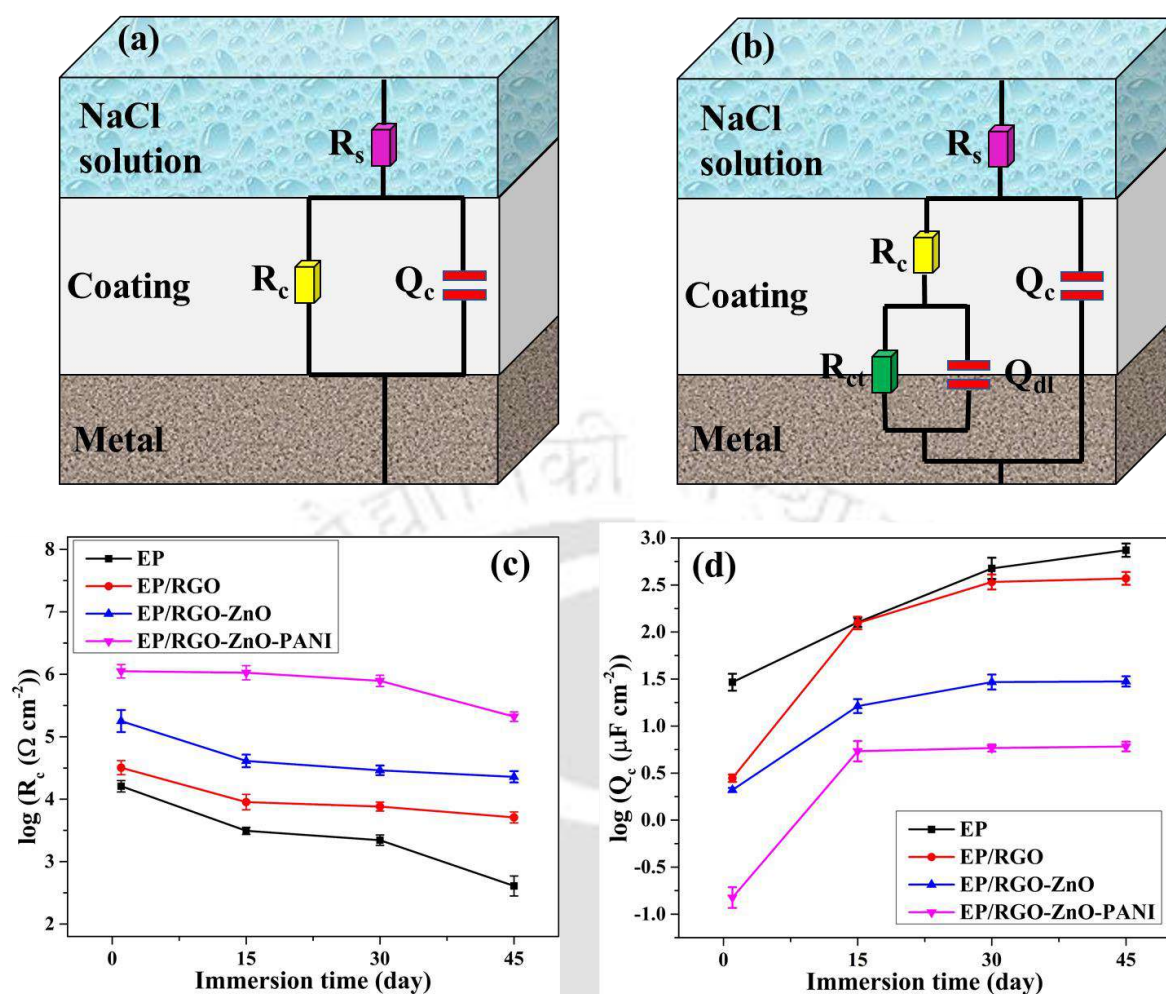 (a)
NaCl
solution
Rs
Coating
Rc
Qc
Metal
(b)
NaCl
solution
Rs
Coating
Rc
Qc
Rct
Qdl
Metal
(c)
EP
EP/RGO
EP/RGO-ZnO
EP/RGO-ZnO-PANI
log (Rc (Ω cm-2)
8
7
6
5
4
3
2
0 15 30 45
Immersion time (day)
(d)
log (Qc (μF cm-2)
3.0
2.5
2.0
1.5
1.0
0.5
0.0
-0.5
-1.0
EP
EP/RGO
EP/RGO-ZnO
EP/RGO-ZnO-PANI
0 15 30 45
Immersion time (day)